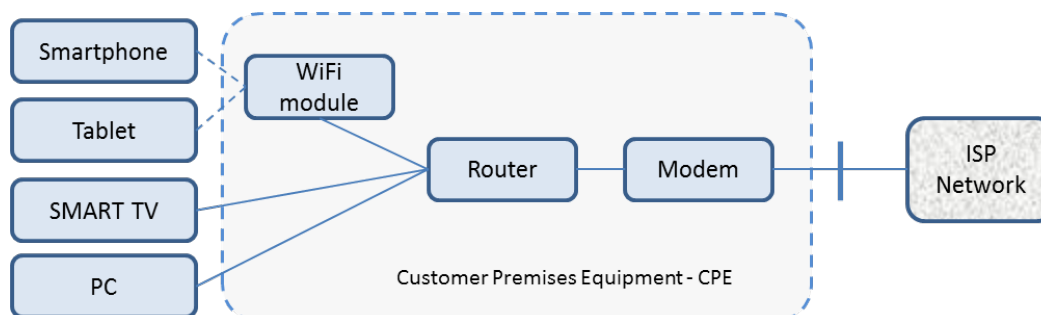 Smartphone
WiFi
module
Tablet
Router
Modem
ISP
Network
SMART TV
PC
Customer Premises Equipment - CPE